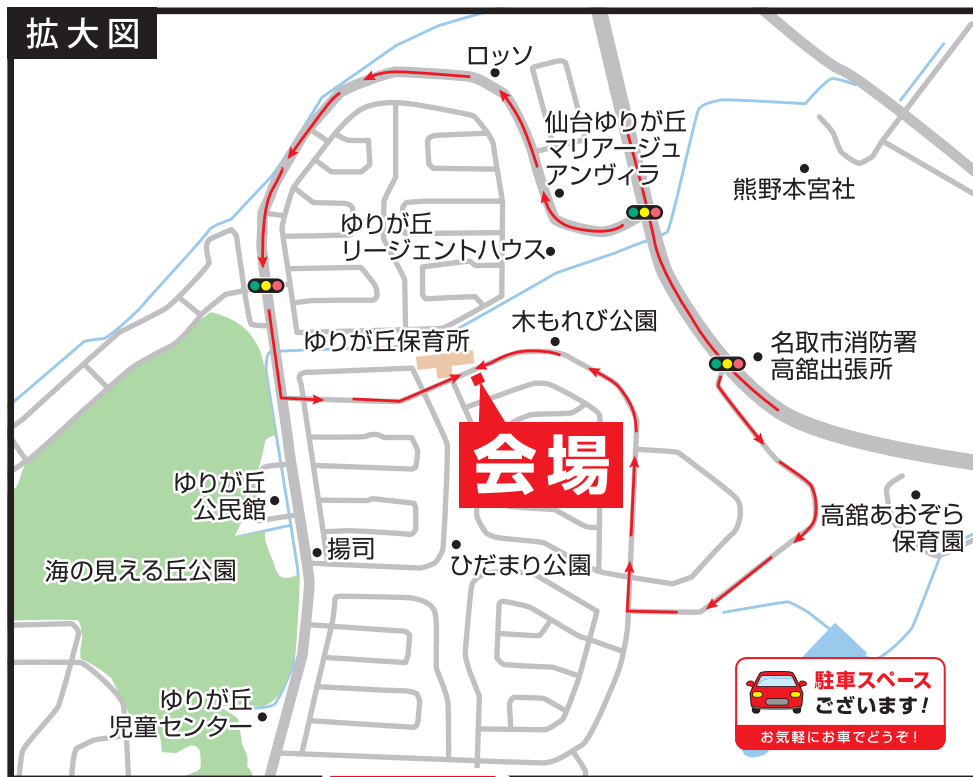 拡大図
ロッソ
仙台ゆりが丘
マリアージュ
アンヴィラ
熊野本宮社
ゆりが丘
リージェントハウス
木もれび公園
ゆりが丘保育所
名取市消防署
高舘出張所
会場
ゆりが丘
公民館
高舘あおぞら
保育園
揚司
ひだまり公園
海の見える丘公園
ゆりが丘
児童センター
駐車スペース
ございます!
お気軽にお車でどうぞ!